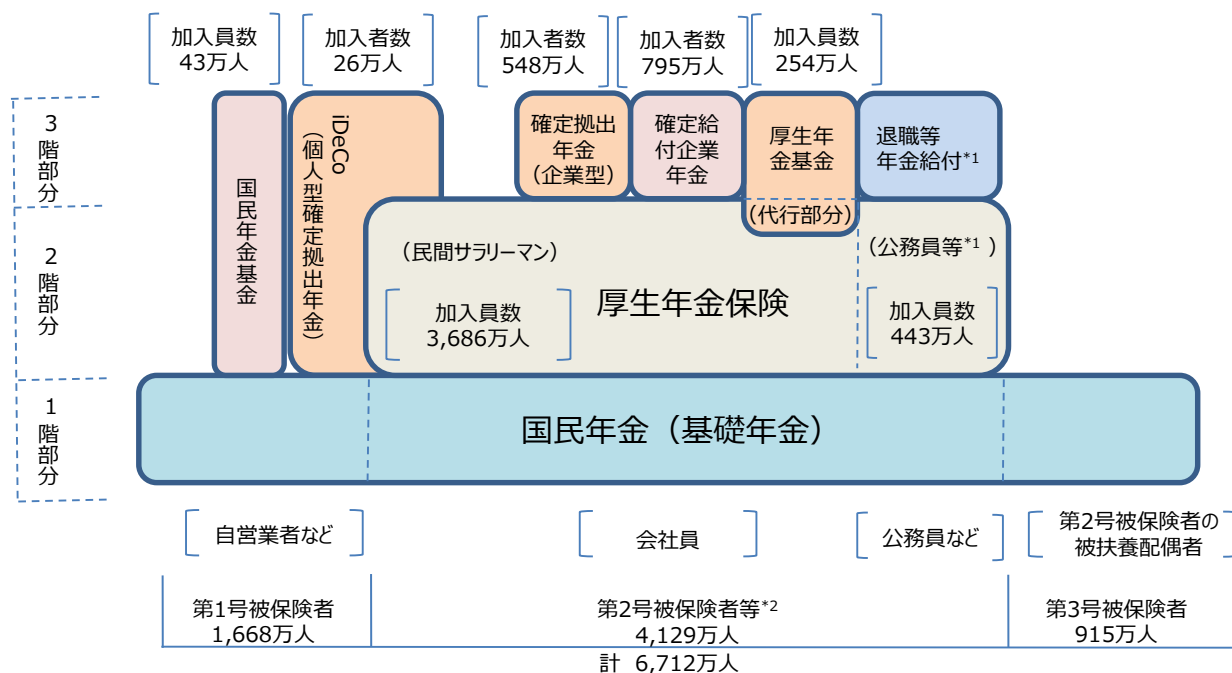 加入員数
43万人
加入者数
26万人
加入者数
548万人
加入者数
795万人
加入員数
254万人
3階部分
国民年金基金
iDeCo
（個人型確定拠出年金）
確定拠出
年金
（企業型）
確定給
付企業
年金
厚生年
金基金
退職等
年金給付*1
（代行部分）
2階部分
（民間サラリーマン）
（公務員等*1 ）
厚生年金保険
加入員数
3,686万人
加入員数
443万人
1階部分
国民年金（基礎年金）
自営業者など
会社員
公務員など
第2号被保険者の
被扶養配偶者
第1号被保険者
1,668万人
第2号被保険者等*2
4,129万人
第3号被保険者
915万人
計 6,712万人